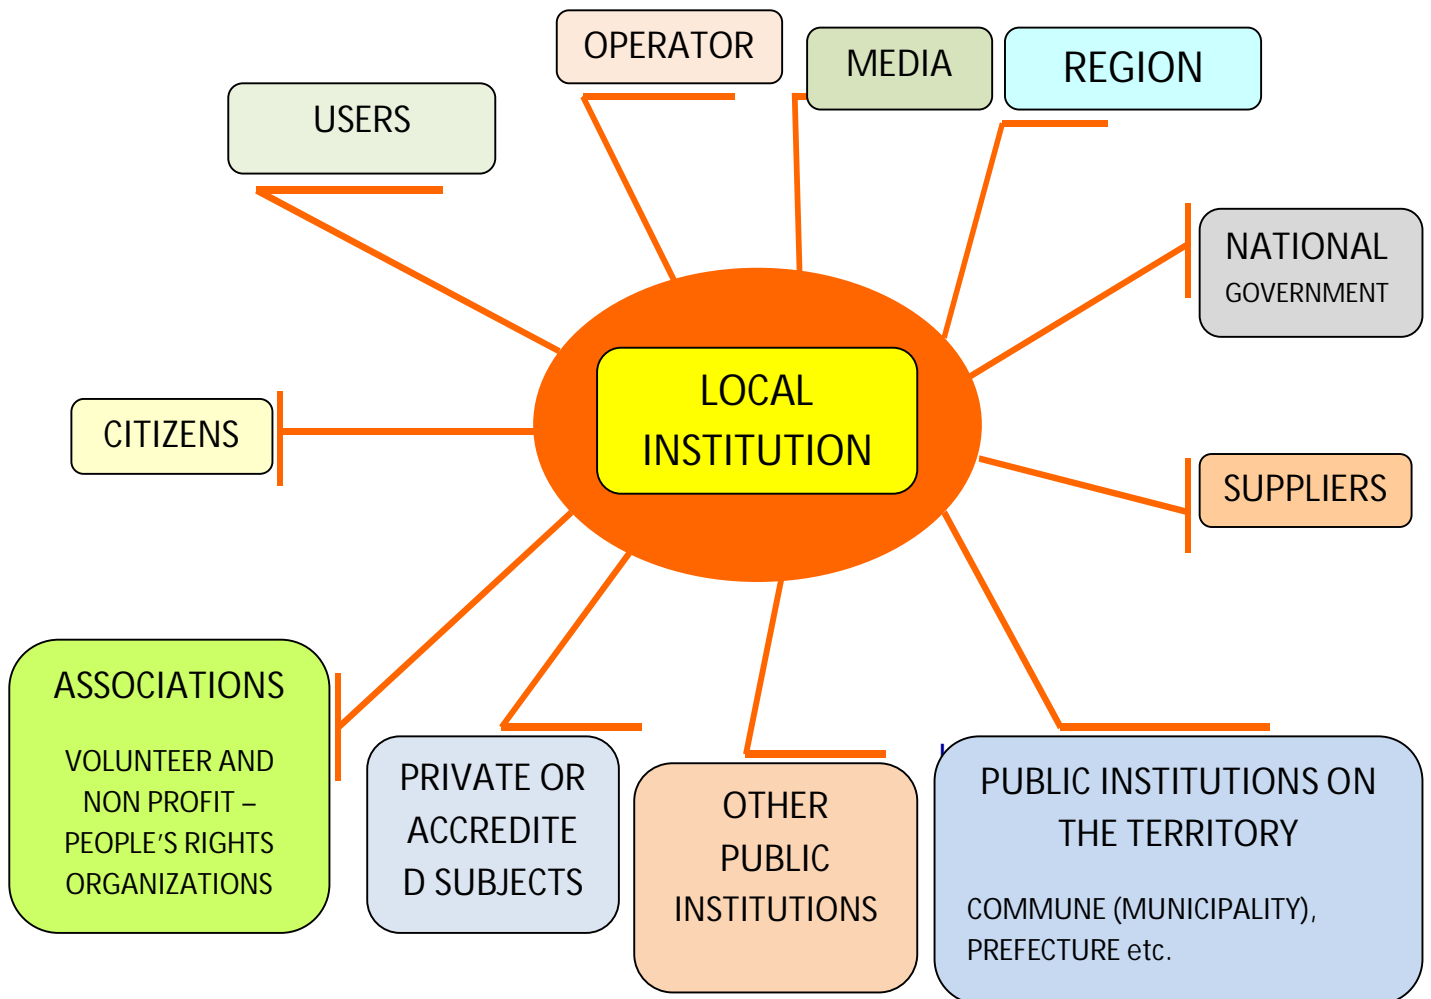 OPERATOR
MEDIA
REGION
USERS
NATIONAL
GOVERNMENT
LOCAL
INSTITUTION
CITIZENS
SUPPLIERS
ASSOCIATIONS
VOLUNTEER AND
NON PROFIT –
PEOPLE'S RIGHTS
ORGANIZATIONS
PRIVATE OR
ACCREDITE
D SUBJECTS
OTHER
PUBLIC
INSTITUTIONS
PUBLIC INSTITUTIONS ON
THE TERRITORY
COMMUNE (MUNICIPALITY),
PREFECTURE etc.